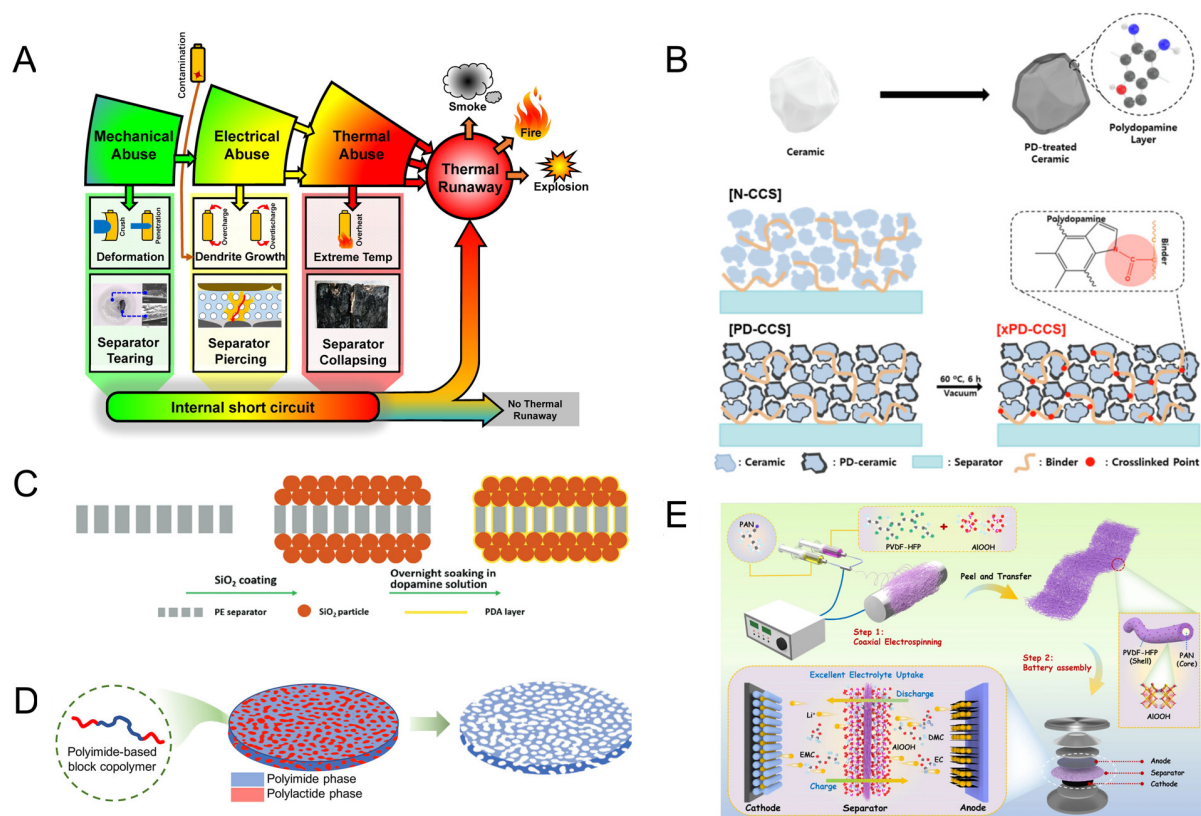 A
Contamination
Mechanical
Abuse
Electrical
Abuse
Thermal
Abuse
Thermal
Runaway
Smoke
Fire
Explosion
Crush
Penetration
Deformation
Overcharge
Overdischarge
Dendrite Growth
Overheat
Extreme Temp
Separator
Tearing
Separator
Piercing
Separator
Collapsing
Internal short circuit
No Thermal
Runaway
B
Ceramic
PD-treated
Ceramic
Polydopamine
Layer
[N-CCS]
Polydopamine
Binder
N
C
O
[PD-CCS]
[xPD-CCS]
60 ºC, 6 h
Vacuum
: Ceramic
: PD-ceramic
: Separator
: Binder
: Crosslinked Point
C
SiO2 coating
Overnight soaking in
dopamine solution
PE separator
SiO2 particle
PDA layer
D
Polyimide-based
block copolymer
Polyimide phase
Polylactide phase
E
PAN
PVDF-HFP
+
AlOOH
Peel and Transfer
Step 1:
Coaxial Electrospinning
Step 2:
Battery assembly
PVDF-HFP
(Shell)
PAN
(Core)
AlOOH
Excellent Electrolyte Uptake
Discharge
Li+
DMC
AlOOH
EMC
EC
Charge
Cathode
Separator
Anode
Anode
Separator
Cathode